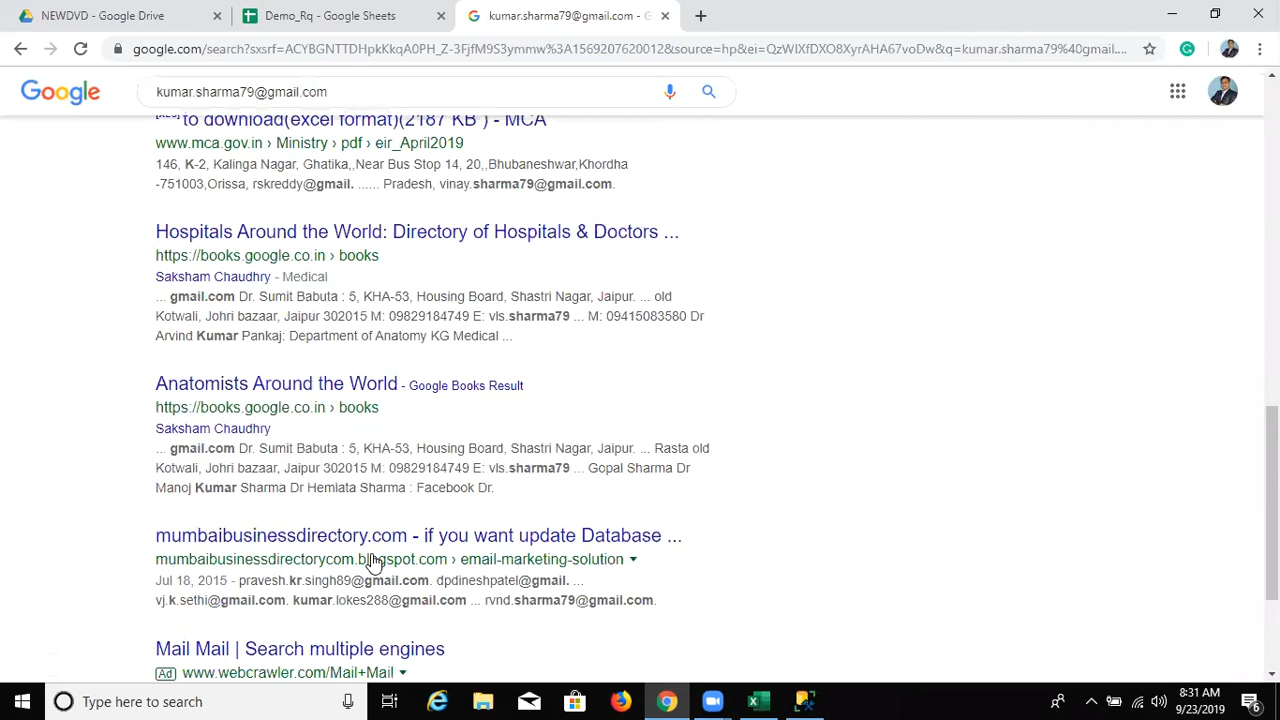 NEWDVD - Google Drive
Demo_Rq - Google Sheets
kumar.sharma79@gmail.com - G
google.com/search?sxsrf=ACYBGNTTDHpkKkqA0PH_Z-3FjfM9S3ymmw%3A1569207620012&source=hp&ei=QzWIXfDXO8XyrAHA67voDw&q=kumar.sharma79%40gmail....
Google
kumar.sharma79@gmail.com
to download(excel format)(2187 KB ) - MCA
www.mca.gov.in › Ministry › pdf › eir_April2019
146, K-2, Kalinga Nagar, Ghatika,,Near Bus Stop 14, 20,,Bhubaneshwar,Khordha
-751003,Orissa, rskreddy@gmail. ...... Pradesh, vinay.sharma79@gmail.com.
Hospitals Around the World: Directory of Hospitals & Doctors ...
https://books.google.co.in › books
Saksham Chaudhry - Medical
... gmail.com Dr. Sumit Babuta : 5, KHA-53, Housing Board, Shastri Nagar, Jaipur. ... old
Kotwali, Johri bazaar, Jaipur 302015 M: 09829184749 E: vls.sharma79 ... M: 09415083580 Dr
Arvind Kumar Pankaj: Department of Anatomy KG Medical ...
Anatomists Around the World - Google Books Result
https://books.google.co.in › books
Saksham Chaudhry
... gmail.com Dr. Sumit Babuta : 5, KHA-53, Housing Board, Shastri Nagar, Jaipur. ... Rasta old
Kotwali, Johri bazaar, Jaipur 302015 M: 09829184749 E: vls.sharma79 ... Gopal Sharma Dr
Manoj Kumar Sharma Dr Hemlata Sharma : Facebook Dr.
mumbaibusinessdirectory.com - if you want update Database ...
mumbaibusinessdirectorycom.blogspot.com › email-marketing-solution
Jul 18, 2015 - pravesh.kr.singh89@gmail.com. dpdineshpatel@gmail. ...
vj.k.sethi@gmail.com. kumar.lokes288@gmail.com ... rvnd.sharma79@gmail.com.
Mail Mail | Search multiple engines
Ad www.webcrawler.com/Mail+Mail
Type here to search
8:31 AM
9/23/2019
6